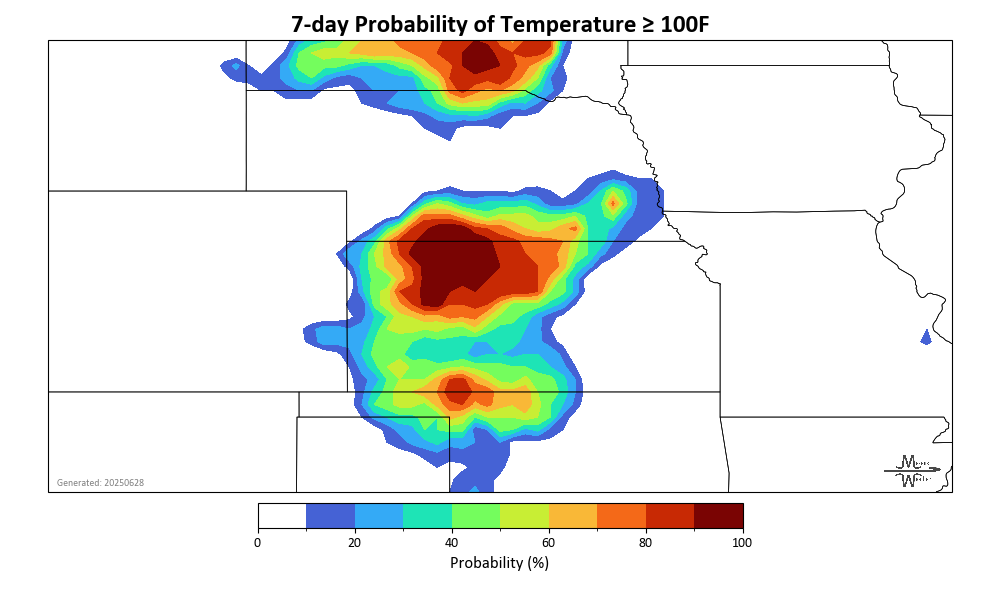 7-day Probability of Temperature ≥ 100F
Generated: 20250628
0 20 40 60 80 100
Probability (%)